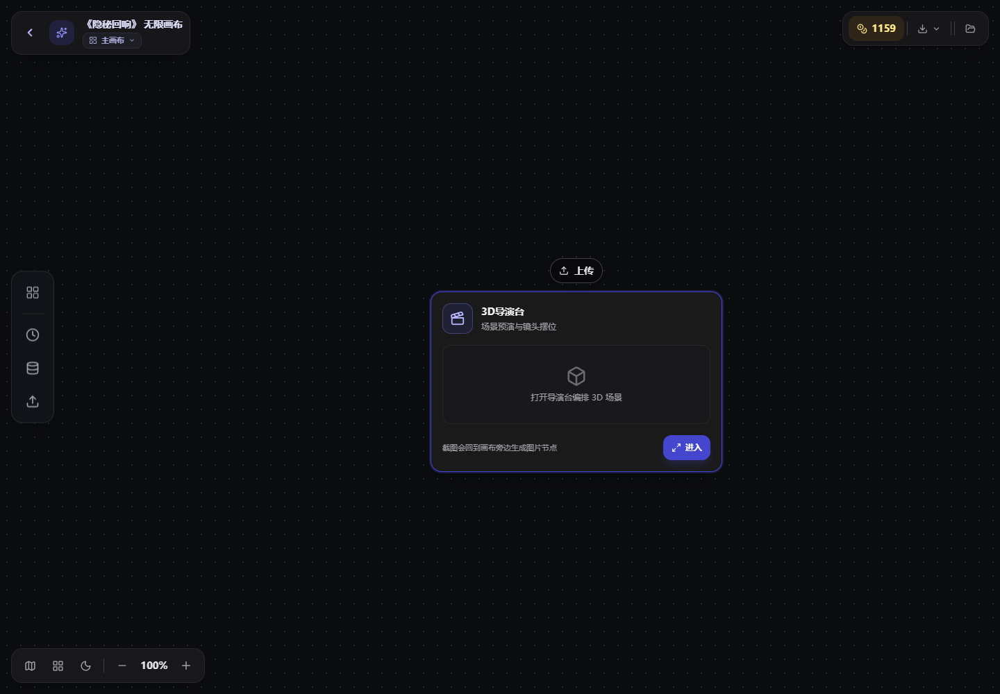 《隐秘回响》 无限画布
主画布
1159
上传
3D导演台
场景预演与镜头摆位
打开导演台编排 3D 场景
截图会回到画布旁边生成图片节点
进入
100%